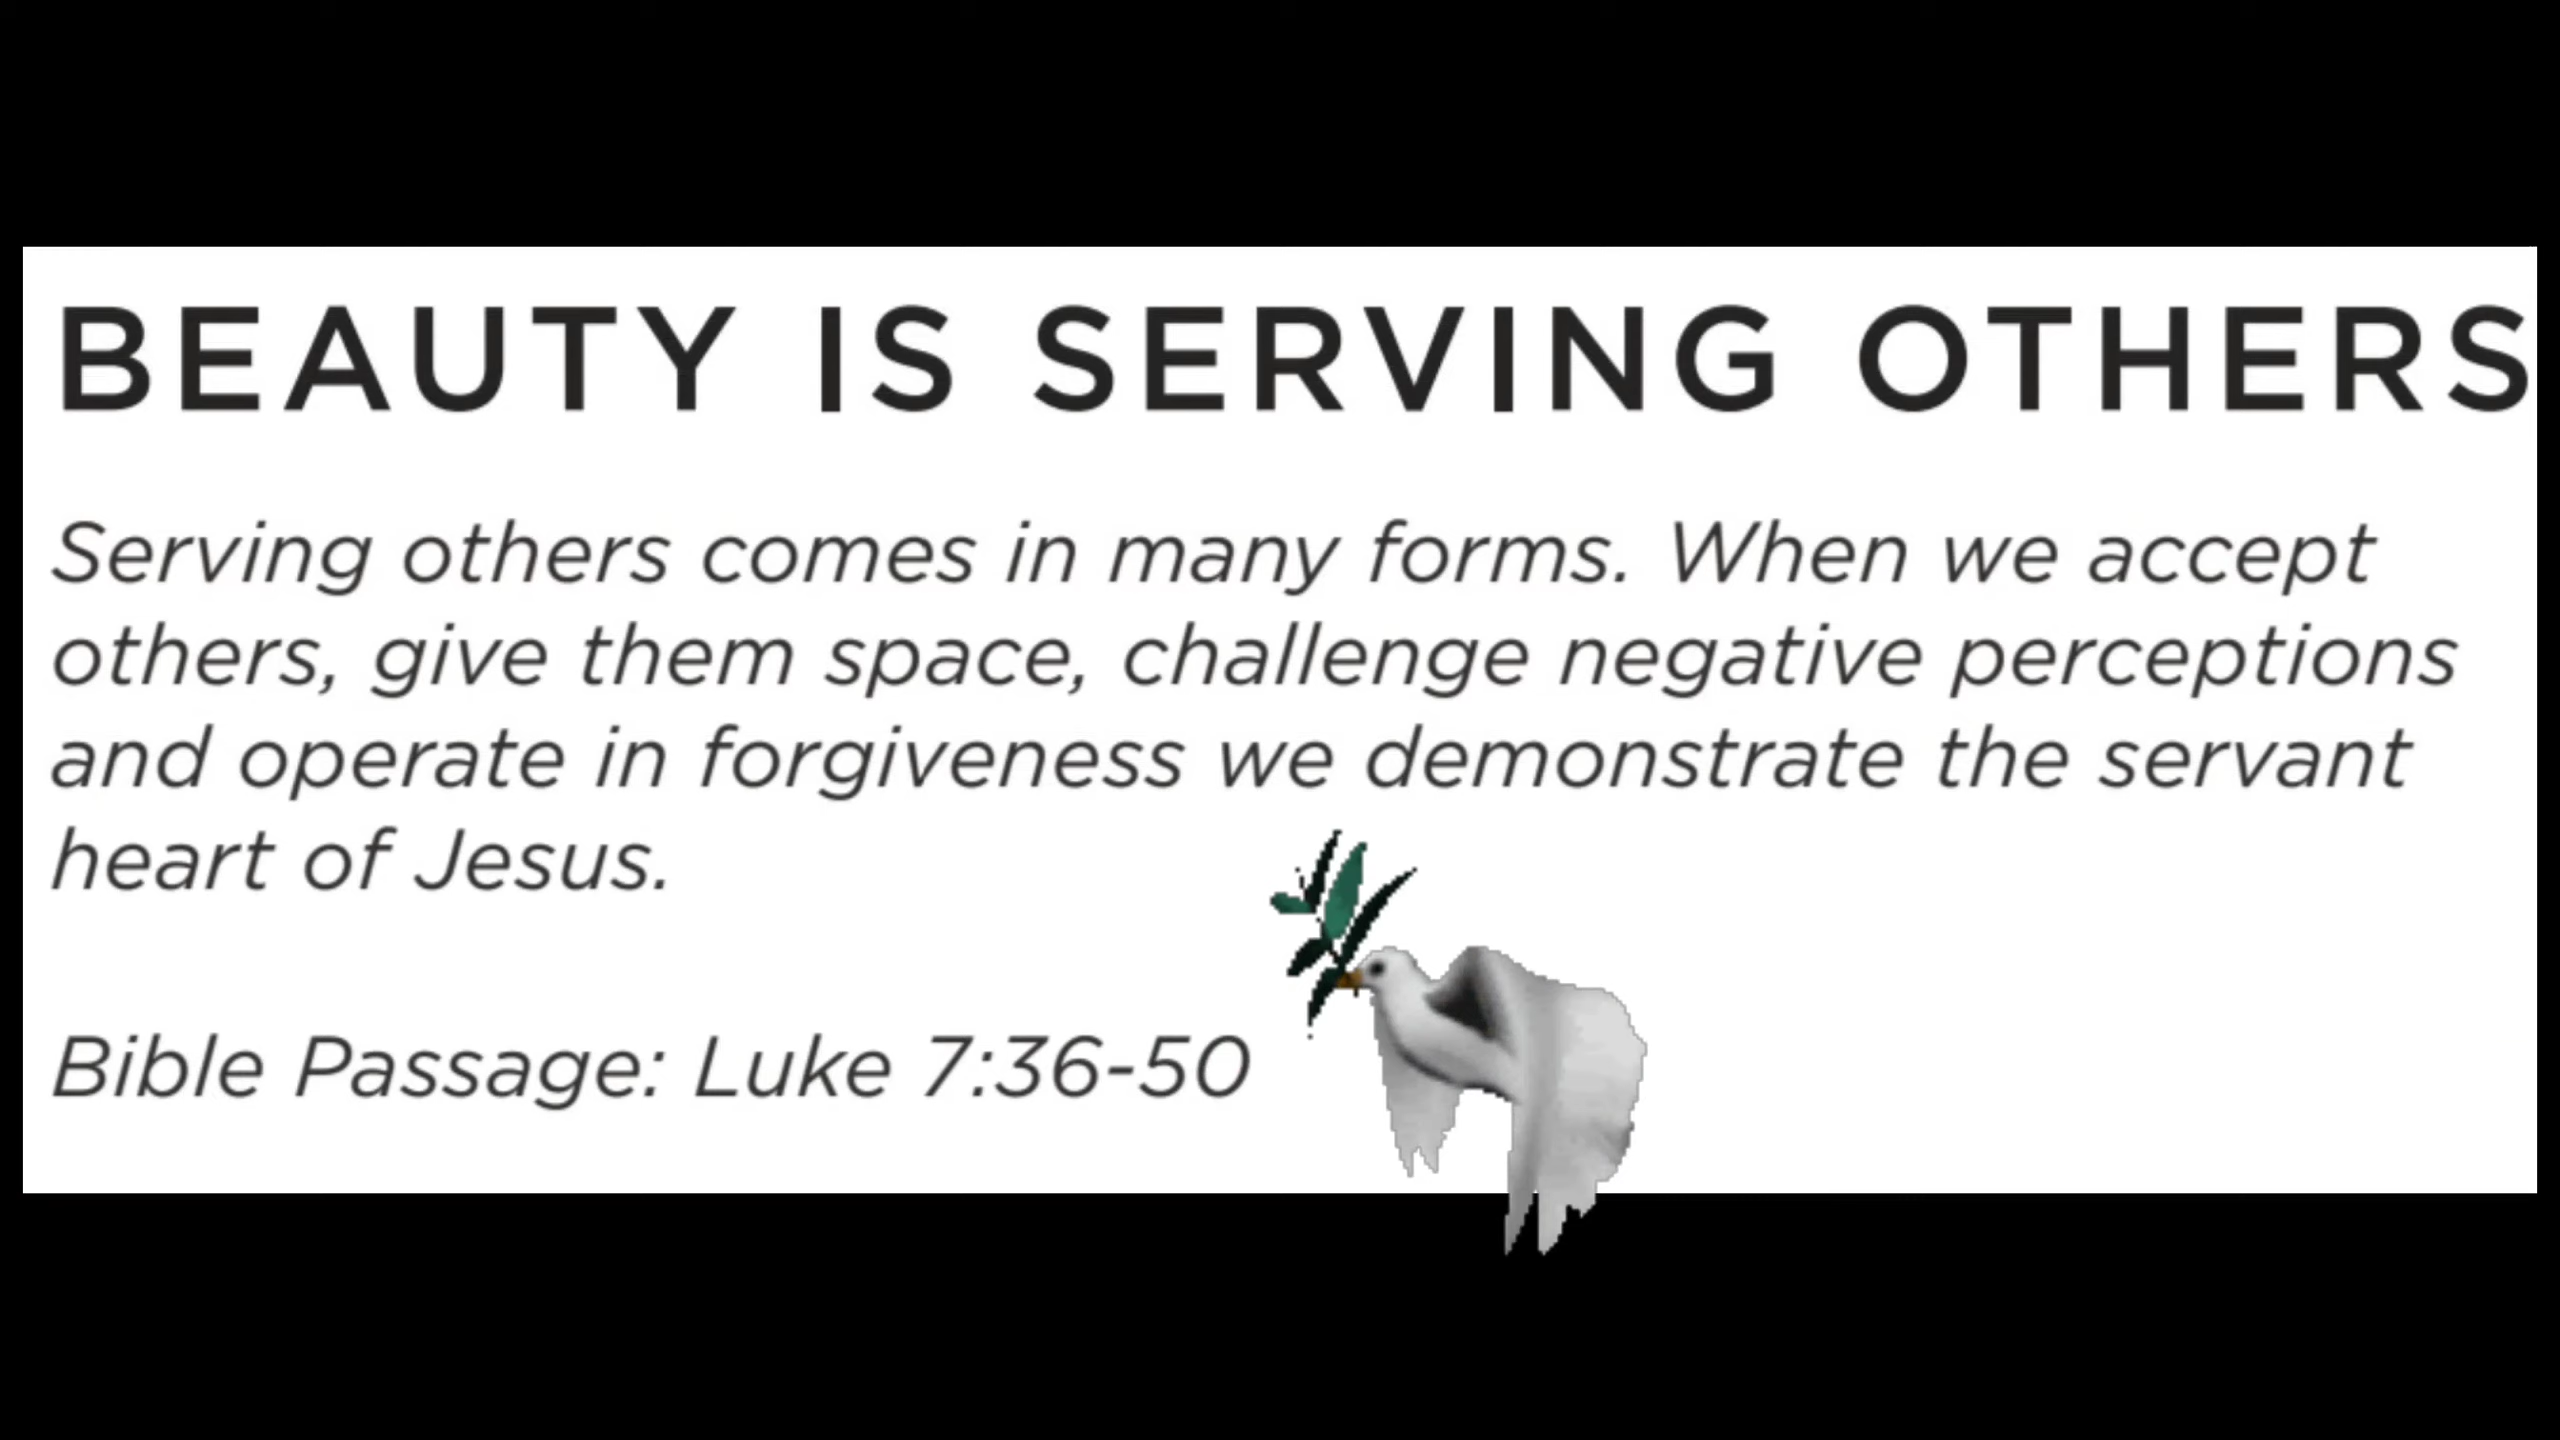 BEAUTY IS SERVING OTHERS
Serving others comes in many forms. When we accept
others, give them space, challenge negative perceptions
and operate in forgiveness we demonstrate the servant
heart of Jesus.
Bible Passage: Luke 7:36-50